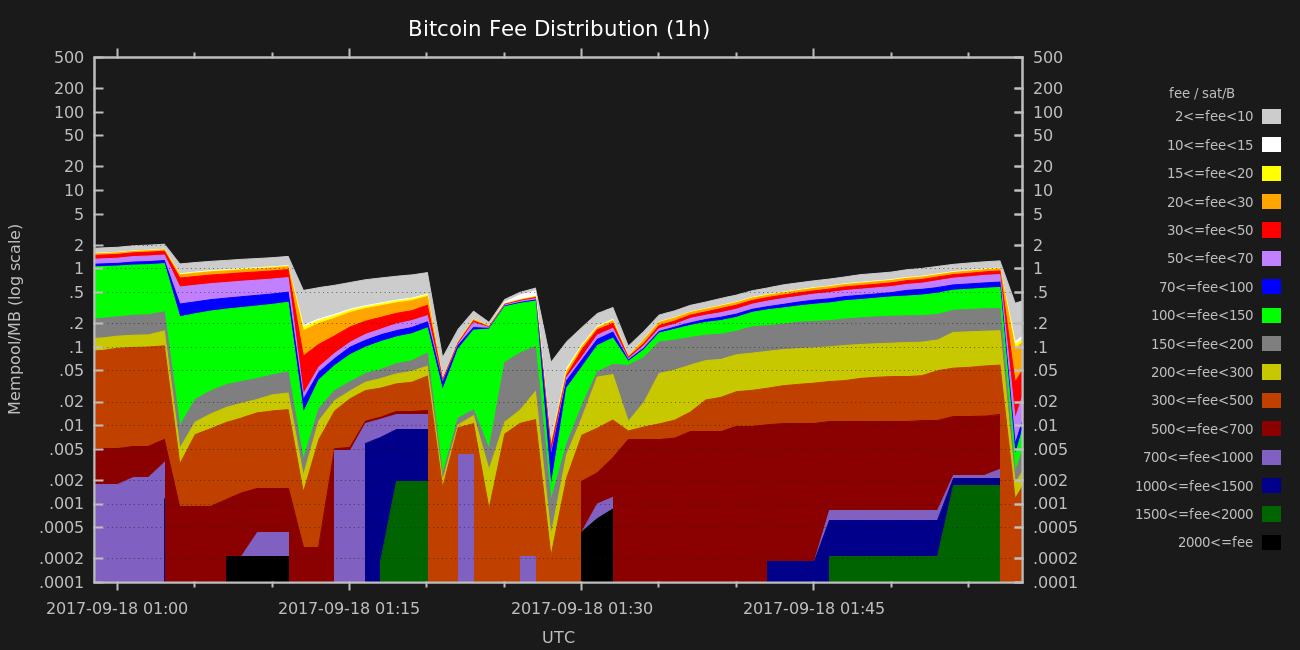 Bitcoin Fee Distribution (1h)
500 500
200 200
100 100
50 50
20 20
10 10
5 5
2 2
1 1
.5 .5
.2 .2
.1 .1
.05 .05
.02 .02
.01 .01
.005 .005
.002 .002
.001 .001
.0005 .0005
.0002 .0002
.0001 .0001
Mempool/MB (log scale)
2017-09-18 01:00 2017-09-18 01:15 2017-09-18 01:30 2017-09-18 01:45
UTC
fee / sat/B
2<=fee<10
10<=fee<15
15<=fee<20
20<=fee<30
30<=fee<50
50<=fee<70
70<=fee<100
100<=fee<150
150<=fee<200
200<=fee<300
300<=fee<500
500<=fee<700
700<=fee<1000
1000<=fee<1500
1500<=fee<2000
2000<=fee